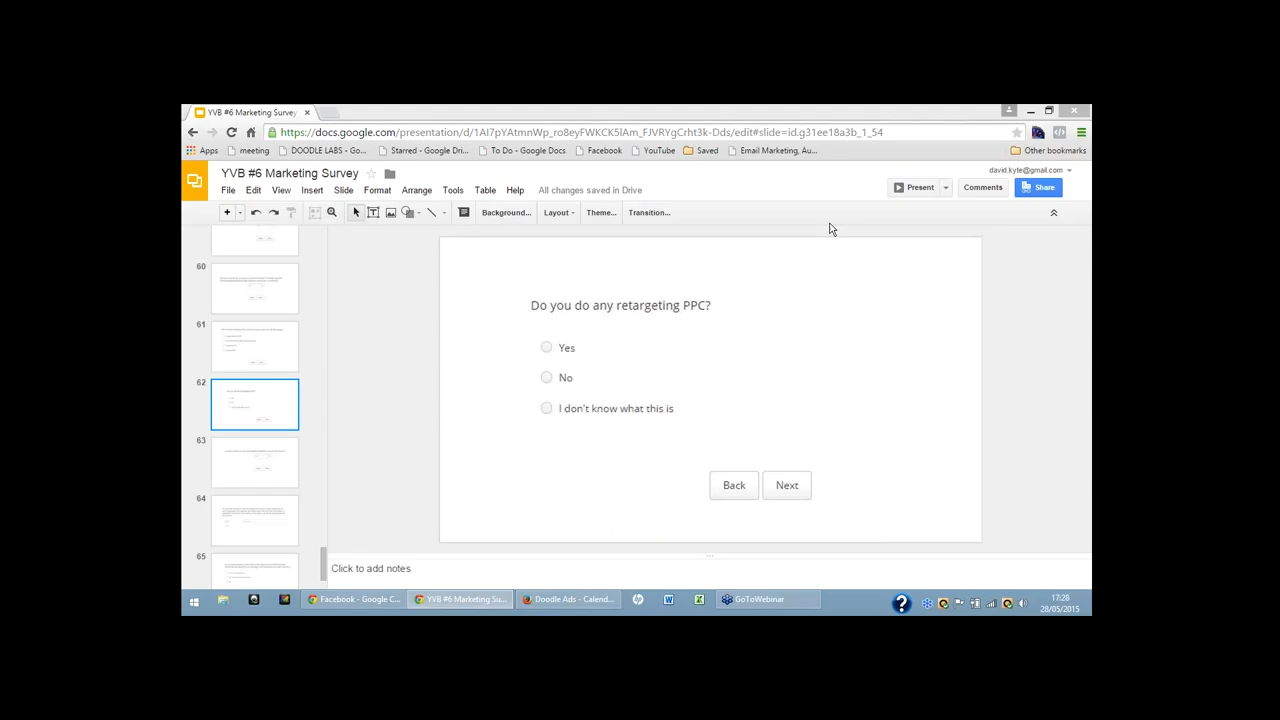 YVB #6 Marketing Survey
https://docs.google.com/presentation/d/1AI7pYAtmnWp_ro8eyFWKCK5lAm_FJVRYgCrht3k-Dds/edit#slide=id.g31ee18a3b_1_54
Apps meeting DOODLE LABS - Go... Starred - Google Dri... To Do - Google Docs Facebook YouTube Saved Email Marketing, Au... Other bookmarks
YVB #6 Marketing Survey
david.kyte@gmail.com
File Edit View Insert Slide Format Arrange Tools Table Help All changes saved in Drive
Present Comments Share
Background... Layout Theme... Transition...
60
61
62
63
64
65
Do you do any retargeting PPC?
Yes
No
I don't know what this is
Back Next
Click to add notes
Facebook - Google C... YVB #6 Marketing Su... Doodle Ads - Calend... GoToWebinar
17:28
28/05/2015